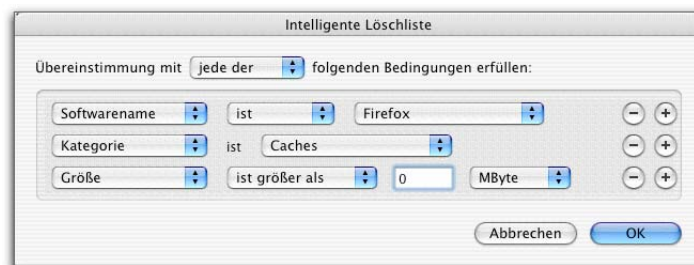 Intelligente Löschliste
Übereinstimmung mit jede der folgenden Bedingungen erfüllen:
Softwarename ist Firefox
Kategorie ist Caches
Größe ist größer als 0 MByte
Abbrechen OK